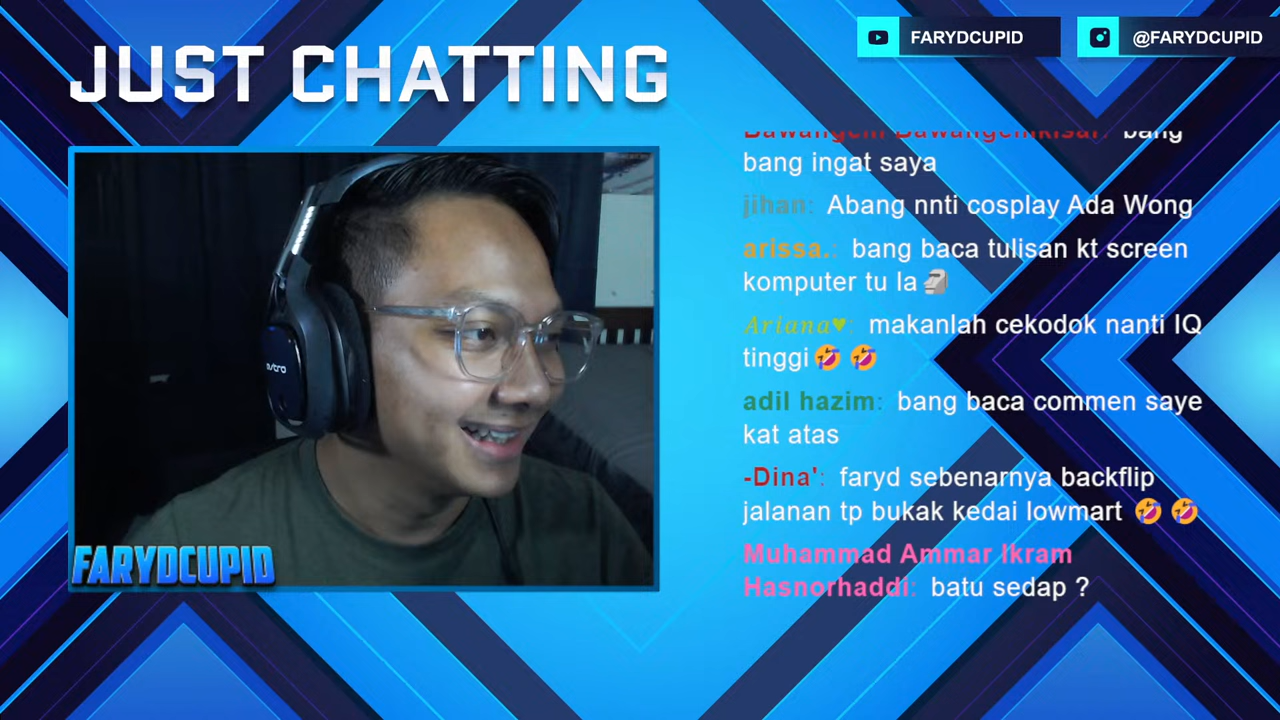 JUST CHATTING
FARYDCUPID
@FARYDCUPID
bang
bang ingat saya
jihan: Abang nnti cosplay Ada Wong
arissa.: bang baca tulisan kt screen
komputer tu la🗿
Ariana♥: makanlah cekodok nanti IQ
tinggi🤣 🤣
adil hazim: bang baca commen saye
kat atas
-Dina': faryd sebenarnya backflip
jalanan tp bukak kedai lowmart 🤣 🤣
Muhammad Ammar Ikram
Hasnorhaddi: batu sedap ?
astro
FARYDCUPID